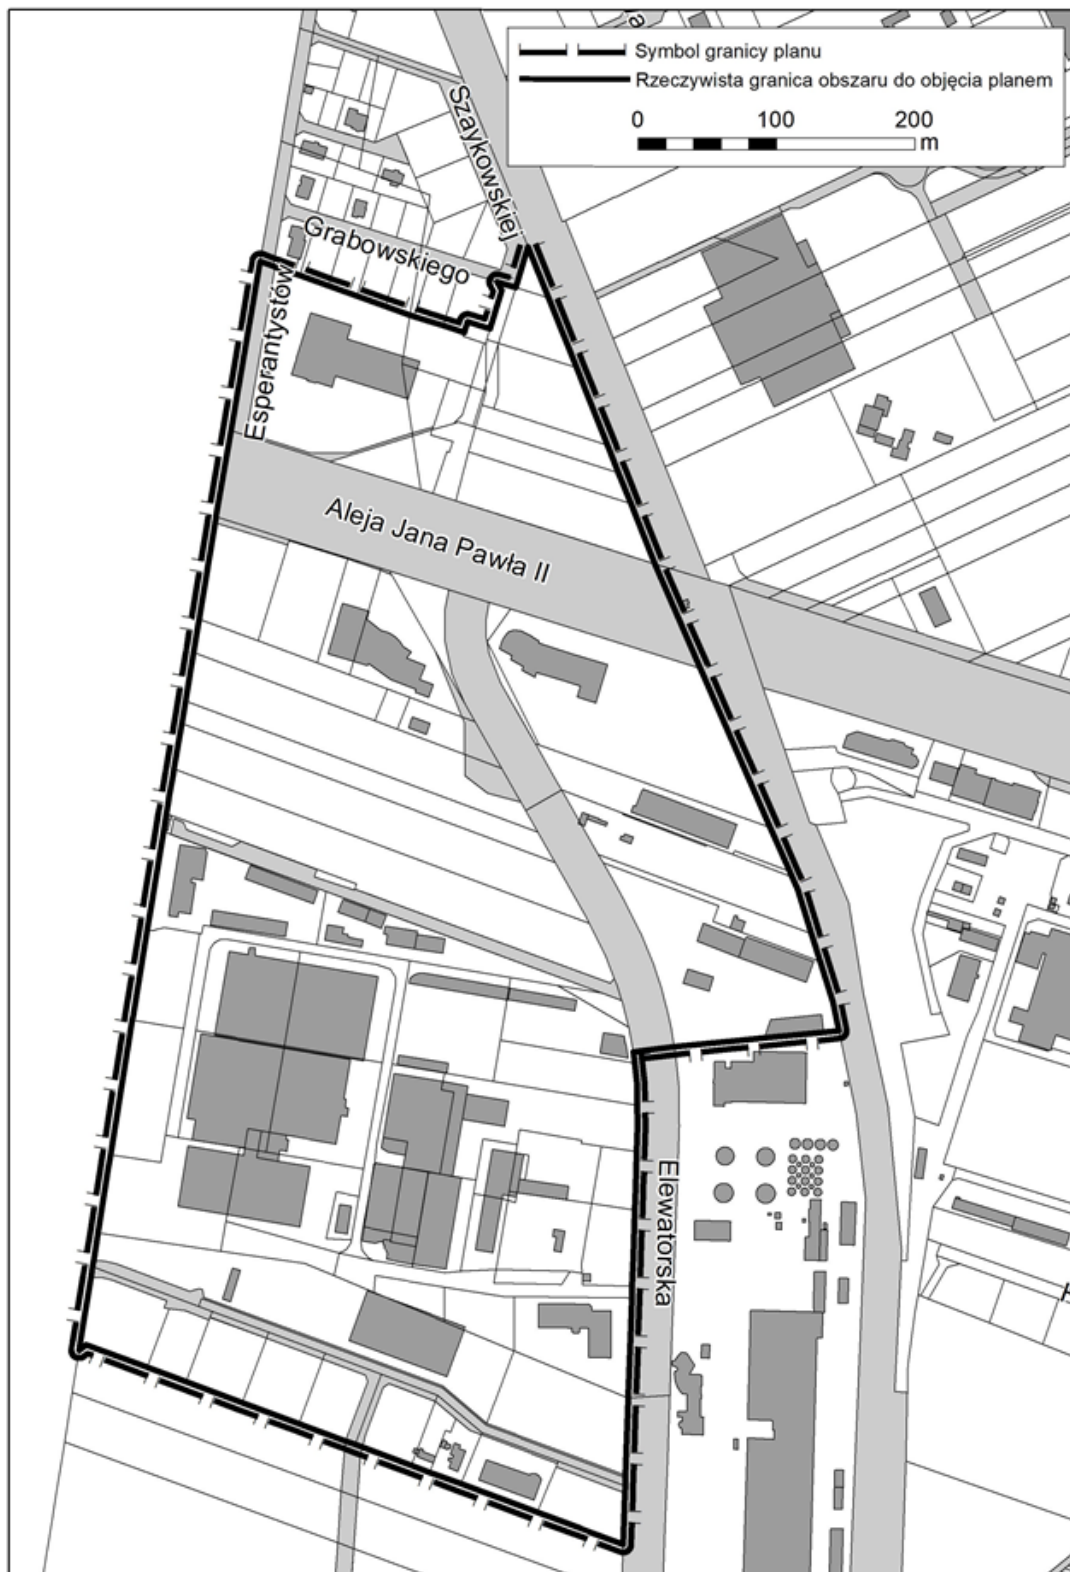 Symbol granicy planu
Rzeczywista granica obszaru do objęcia planem
0 100 200
m
Szaykowskiej
Grabowskiego
Esperantystów
Aleja Jana Pawła II
Elewatorska